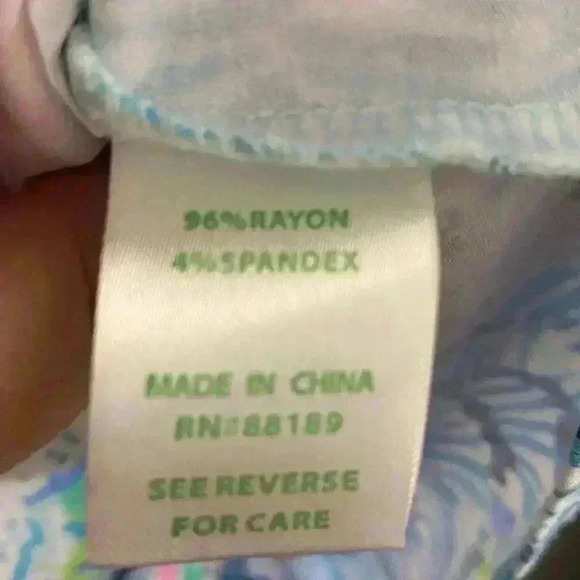 96%RAYON
4%SPANDEX
MADE IN CHINA
RN#88189
SEE REVERSE
FOR CARE